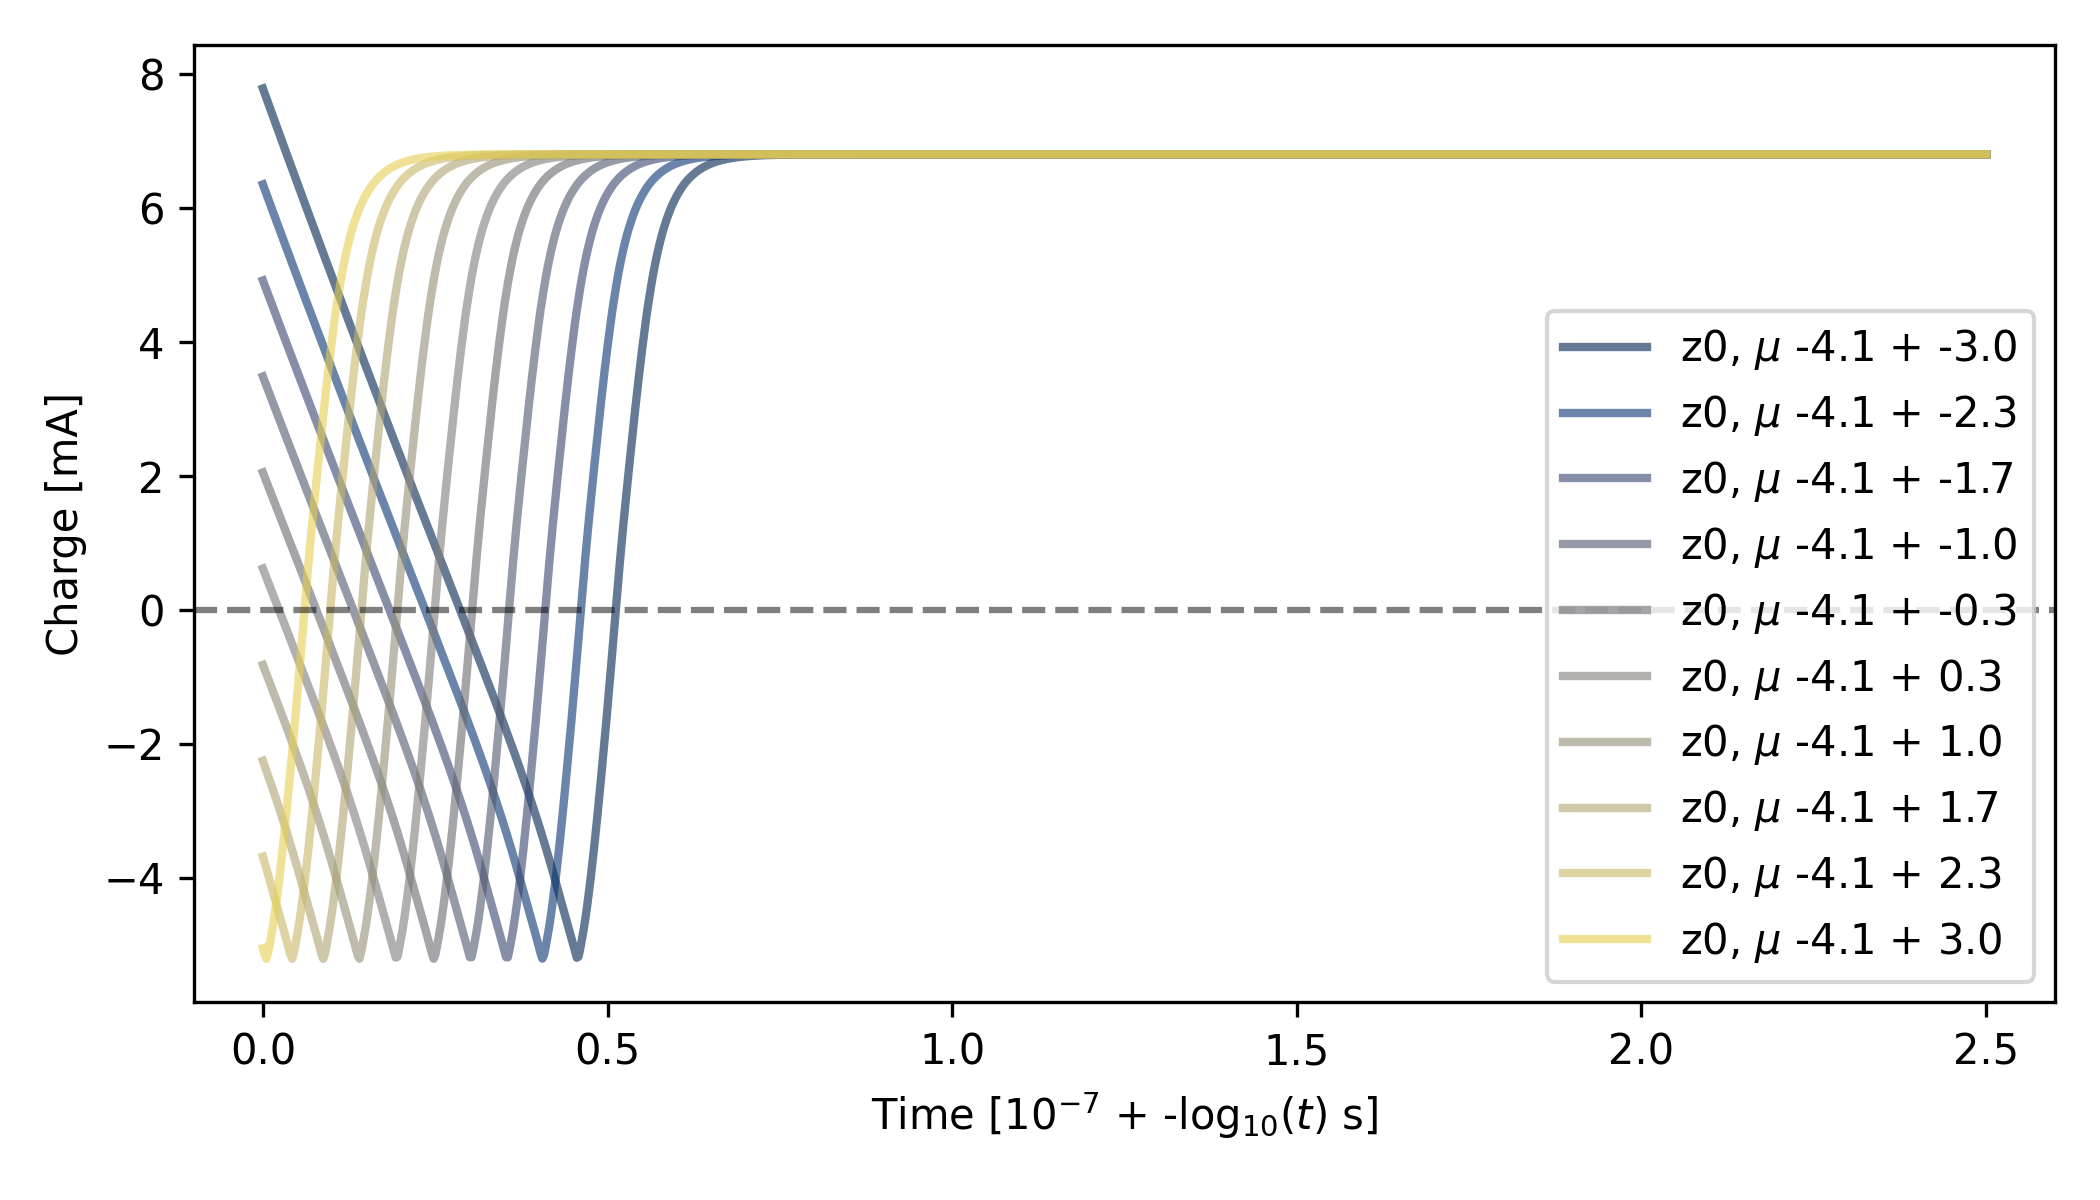 8
6
4
2
0
−2
−4
Charge [mA]
0.0 0.5 1.0 1.5 2.0 2.5
Time [10⁻⁷ + -log₁₀(t) s]
z0, μ -4.1 + -3.0
z0, μ -4.1 + -2.3
z0, μ -4.1 + -1.7
z0, μ -4.1 + -1.0
z0, μ -4.1 + -0.3
z0, μ -4.1 + 0.3
z0, μ -4.1 + 1.0
z0, μ -4.1 + 1.7
z0, μ -4.1 + 2.3
z0, μ -4.1 + 3.0